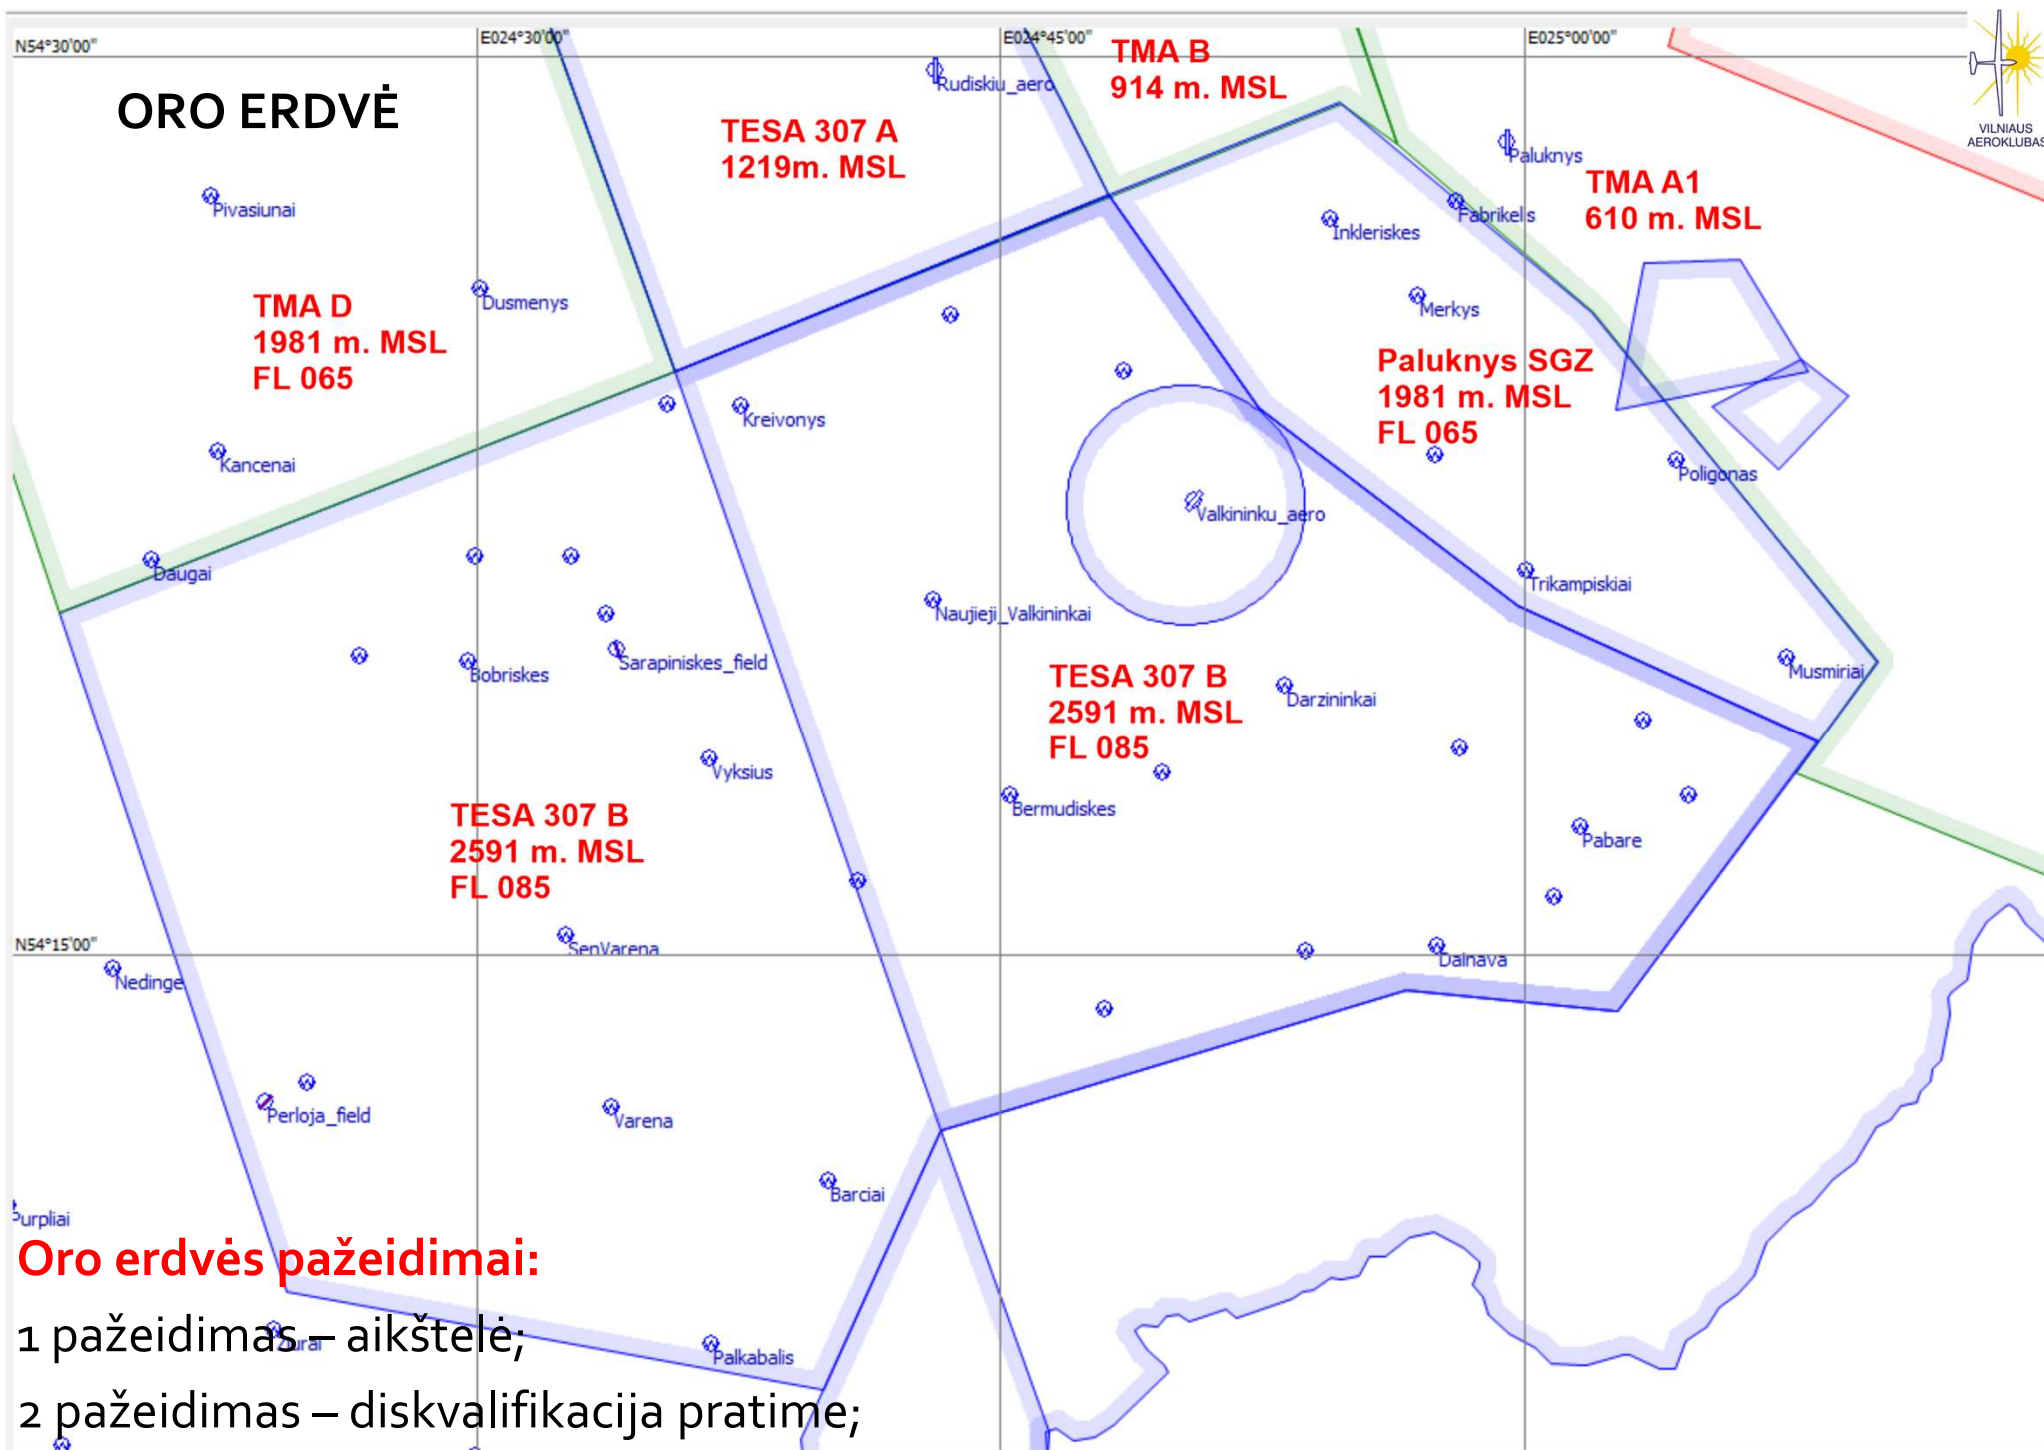 N54°30'00"
E024°30'00"
E024°45'00"
E025°00'00"
ORO ERDVĖ
VILNIAUS
AEROKLUBAS
TMA B
914 m. MSL
Rudiskiu_aero
TESA 307 A
1219m. MSL
Paluknys
TMA A1
610 m. MSL
Pivasiunai
Fabrikelis
Inkleriskes
Dusmenys
Merkys
TMA D
1981 m. MSL
FL 065
Paluknys SGZ
1981 m. MSL
FL 065
Kreivonys
Kancenai
Poligonas
Valkininku_aero
Daugai
Trikampiskiai
Naujieji_Valkininkai
Bobriskes
Sarapiniskes_field
Musmiriai
TESA 307 B
2591 m. MSL
FL 085
Darzininkai
Vyksius
Bermudiskes
Pabare
TESA 307 B
2591 m. MSL
FL 085
N54°15'00"
SenVarena
Dainava
Nedinge
Perloja_field
Varena
Barciai
Purpliai
Oro erdvės pažeidimai:
1 pažeidimas – aikštelė;
Ziurai
Palkabalis
2 pažeidimas – diskvalifikacija pratime;